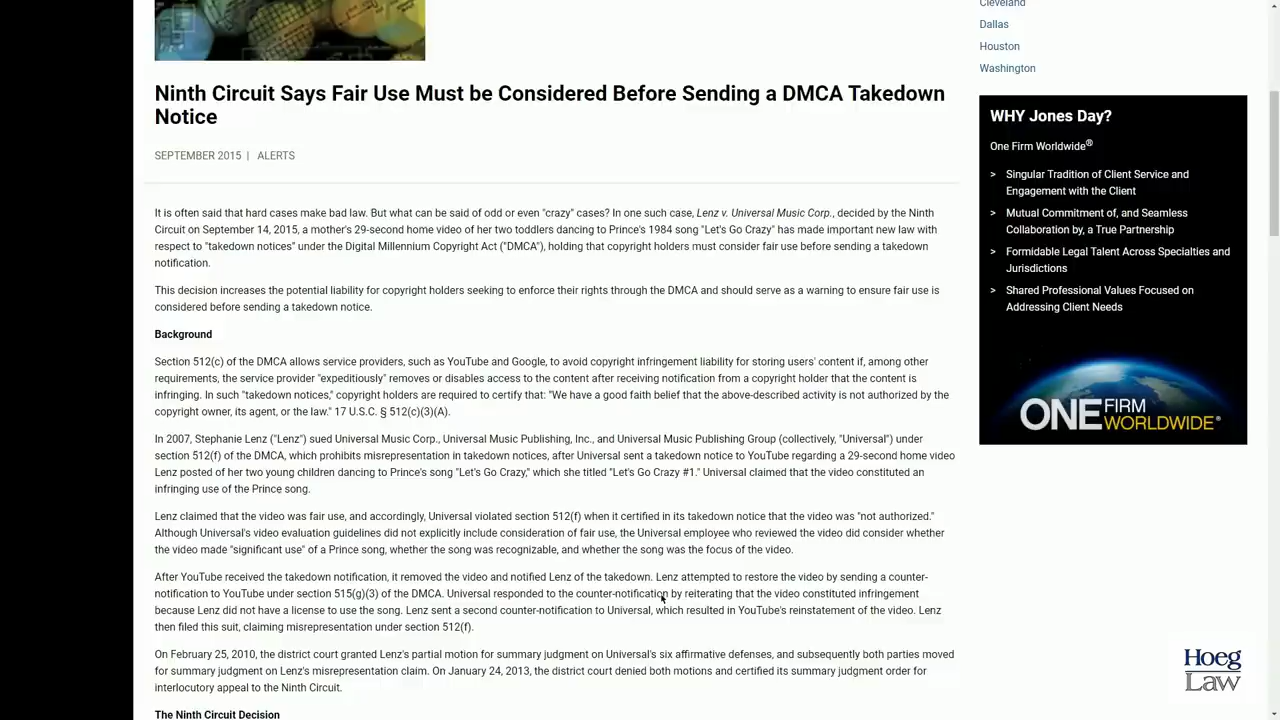 Cleveland
Dallas
Houston
Washington
Ninth Circuit Says Fair Use Must be Considered Before Sending a DMCA Takedown
Notice
SEPTEMBER 2015 | ALERTS
It is often said that hard cases make bad law. But what can be said of odd or even "crazy" cases? In one such case, Lenz v. Universal Music Corp., decided by the Ninth
Circuit on September 14, 2015, a mother's 29-second home video of her two toddlers dancing to Prince's 1984 song "Let's Go Crazy" has made important new law with
respect to "takedown notices" under the Digital Millennium Copyright Act ("DMCA"), holding that copyright holders must consider fair use before sending a takedown
notification.
This decision increases the potential liability for copyright holders seeking to enforce their rights through the DMCA and should serve as a warning to ensure fair use is
considered before sending a takedown notice.
Background
Section 512(c) of the DMCA allows service providers, such as YouTube and Google, to avoid copyright infringement liability for storing users' content if, among other
requirements, the service provider "expeditiously" removes or disables access to the content after receiving notification from a copyright holder that the content is
infringing. In such "takedown notices," copyright holders are required to certify that: "We have a good faith belief that the above-described activity is not authorized by the
copyright owner, its agent, or the law." 17 U.S.C. § 512(c)(3)(A).
In 2007, Stephanie Lenz ("Lenz") sued Universal Music Corp., Universal Music Publishing, Inc., and Universal Music Publishing Group (collectively, "Universal") under
section 512(f) of the DMCA, which prohibits misrepresentation in takedown notices, after Universal sent a takedown notice to YouTube regarding a 29-second home video
Lenz posted of her two young children dancing to Prince's song "Let's Go Crazy," which she titled "Let's Go Crazy #1." Universal claimed that the video constituted an
infringing use of the Prince song.
Lenz claimed that the video was fair use, and accordingly, Universal violated section 512(f) when it certified in its takedown notice that the video was "not authorized."
Although Universal's video evaluation guidelines did not explicitly include consideration of fair use, the Universal employee who reviewed the video did consider whether
the video made "significant use" of a Prince song, whether the song was recognizable, and whether the song was the focus of the video.
After YouTube received the takedown notification, it removed the video and notified Lenz of the takedown. Lenz attempted to restore the video by sending a counter-
notification to YouTube under section 515(g)(3) of the DMCA. Universal responded to the counter-notification by reiterating that the video constituted infringement
because Lenz did not have a license to use the song. Lenz sent a second counter-notification to Universal, which resulted in YouTube's reinstatement of the video. Lenz
then filed this suit, claiming misrepresentation under section 512(f).
On February 25, 2010, the district court granted Lenz's partial motion for summary judgment on Universal's six affirmative defenses, and subsequently both parties moved
for summary judgment on Lenz's misrepresentation claim. On January 24, 2013, the district court denied both motions and certified its summary judgment order for
interlocutory appeal to the Ninth Circuit.
The Ninth Circuit Decision
WHY Jones Day?
One Firm Worldwide®
> Singular Tradition of Client Service and
Engagement with the Client
> Mutual Commitment of, and Seamless
Collaboration by, a True Partnership
> Formidable Legal Talent Across Specialties and
Jurisdictions
> Shared Professional Values Focused on
Addressing Client Needs
ONE FIRM
WORLDWIDE®
Hoeg
Law